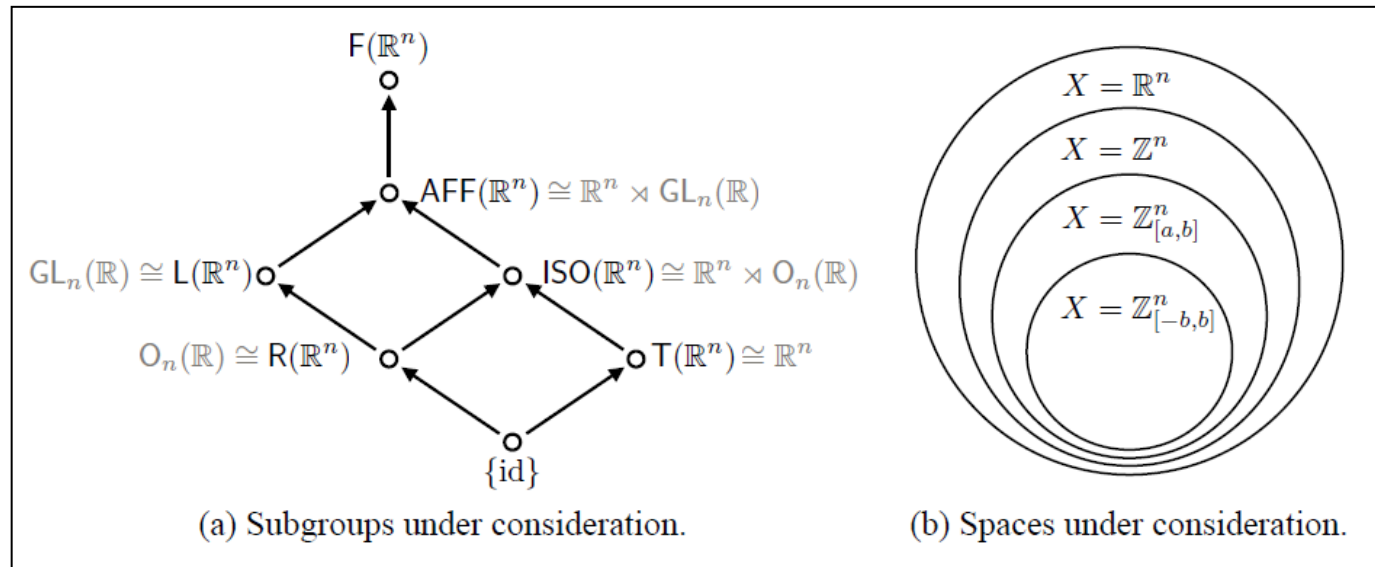 F(ℝⁿ)
AFF(ℝⁿ) ≅ ℝⁿ ⋊ GLₙ(ℝ)
GLₙ(ℝ) ≅ L(ℝⁿ)
ISO(ℝⁿ) ≅ ℝⁿ ⋊ Oₙ(ℝ)
Oₙ(ℝ) ≅ R(ℝⁿ)
T(ℝⁿ) ≅ ℝⁿ
{id}
(a) Subgroups under consideration.
X = ℝⁿ
X = ℤⁿ
X = ℤⁿ_[a,b]
X = ℤⁿ_[−b,b]
(b) Spaces under consideration.